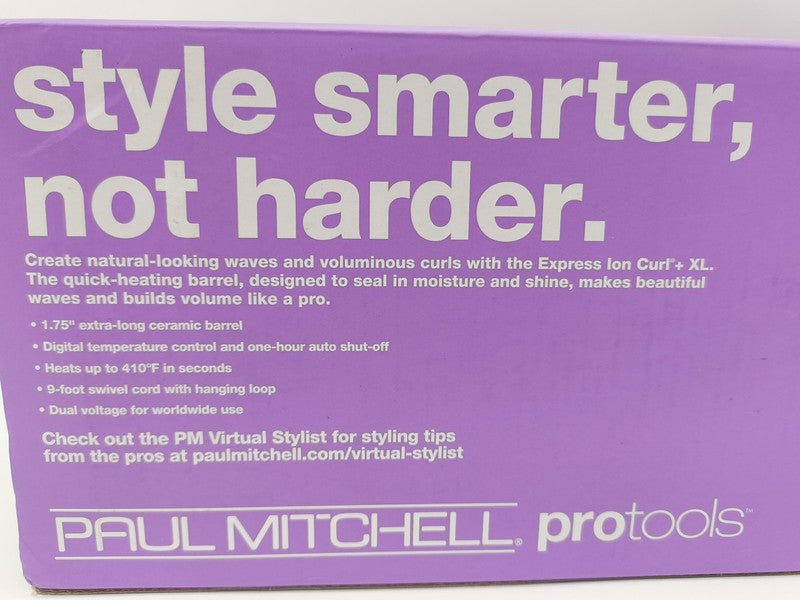 style smarter,
not harder.
Create natural-looking waves and voluminous curls with the Express Ion Curl®+ XL.
The quick-heating barrel, designed to seal in moisture and shine, makes beautiful
waves and builds volume like a pro.
• 1.75" extra-long ceramic barrel
• Digital temperature control and one-hour auto shut-off
• Heats up to 410°F in seconds
• 9-foot swivel cord with hanging loop
• Dual voltage for worldwide use
Check out the PM Virtual Stylist for styling tips
from the pros at paulmitchell.com/virtual-stylist
PAUL MITCHELL® protools™